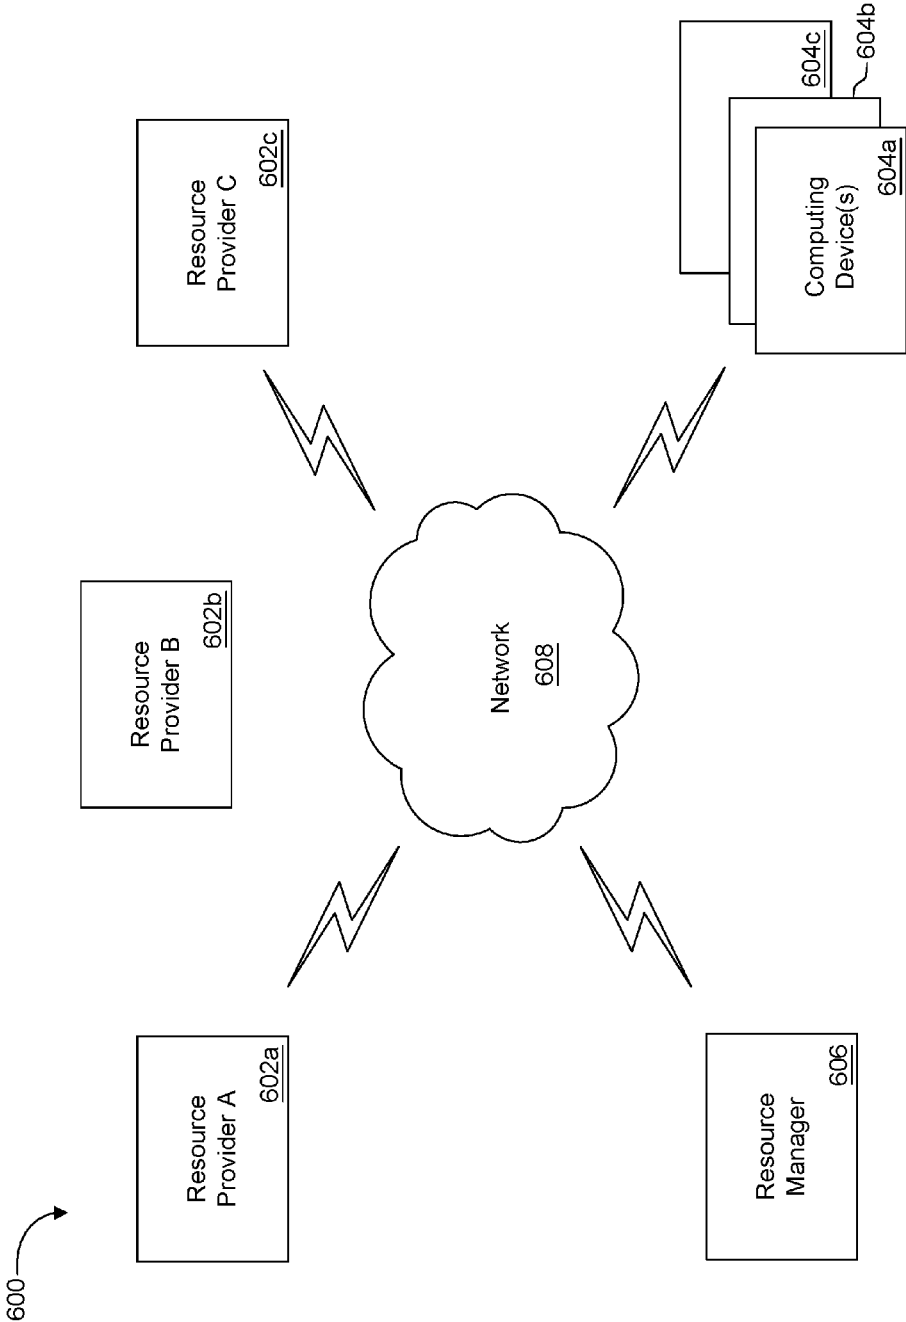 600
Resource
Provider A
602a
Resource
Provider B
602b
Resource
Provider C
602c
Network
608
Resource
Manager
606
Computing
Device(s)
604a
604b
604c